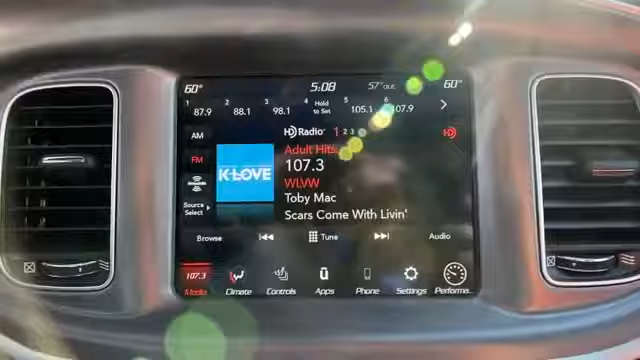 60° 5:08 57° out. 60°
1 87.9 2 88.1 3 98.1 4 Hold to Set 5 105.1 6 107.9
AM
HD Radio 1 2 3 HD
Adult Hits
FM
K-LOVE
107.3
WLVW
Toby Mac
Source Select
Scars Come With Livin'
Browse Tune Audio
107.3
Media Climate Controls Apps Phone Settings Performa...